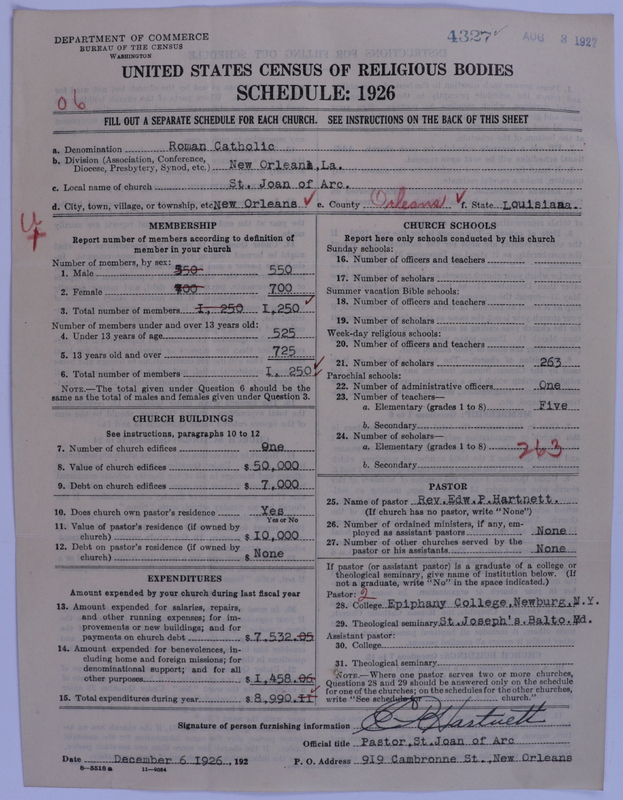 DEPARTMENT OF COMMERCE
BUREAU OF THE CENSUS
WASHINGTON
4327
AUG 3 1927
UNITED STATES CENSUS OF RELIGIOUS BODIES
SCHEDULE: 1926
06
FILL OUT A SEPARATE SCHEDULE FOR EACH CHURCH. SEE INSTRUCTIONS ON THE BACK OF THIS SHEET
a. Denomination Roman Catholic
b. Division (Association, Conference,
Diocese, Presbytery, Synod, etc.) New Orleans, La.
c. Local name of church St. Joan of Arc.
d. City, town, village, or township, etc. New Orleans ✓ e. County Orleans ✓ f. State Louisiana.
MEMBERSHIP
Report number of members according to definition of
member in your church
Number of members, by sex:
1. Male 550 550
2. Female 700 700
3. Total number of members 1, 250 1,250 ✓
Number of members under and over 13 years old:
4. Under 13 years of age 525
5. 13 years old and over 725
6. Total number of members 1, 250 ✓
NOTE.—The total given under Question 6 should be the
same as the total of males and females given under Question 3.
CHURCH BUILDINGS
See instructions, paragraphs 10 to 12
7. Number of church edifices One
8. Value of church edifices $ 50,000
9. Debt on church edifices $ 7,000
10. Does church own pastor's residence? Yes
Yes or No
11. Value of pastor's residence (if owned by
church) $ 10,000
12. Debt on pastor's residence (if owned by
church) $ None
EXPENDITURES
Amount expended by your church during last fiscal year
13. Amount expended for salaries, repairs,
and other running expenses; for im-
provements or new buildings; and for
payments on church debt $ 7,532.05
14. Amount expended for benevolences, in-
cluding home and foreign missions; for
denominational support; and for all
other purposes $ 1,458.06
15. Total expenditures during year $ 8,990.11 ✓
CHURCH SCHOOLS
Report here only schools conducted by this church
Sunday schools:
16. Number of officers and teachers
17. Number of scholars
Summer vacation Bible schools:
18. Number of officers and teachers
19. Number of scholars
Week-day religious schools:
20. Number of officers and teachers
21. Number of scholars 263
Parochial schools:
22. Number of administrative officers One
23. Number of teachers—
a. Elementary (grades 1 to 8) Five
b. Secondary
24. Number of scholars—
a. Elementary (grades 1 to 8) 263
b. Secondary
PASTOR
25. Name of pastor Rev. Edw. P. Hartnett.
(If church has no pastor, write "None")
26. Number of ordained ministers, if any, em-
ployed as assistant pastors None
27. Number of other churches served by the
pastor or his assistants None
If pastor (or assistant pastor) is a graduate of a college or
theological seminary, give name of institution below. (If
not a graduate, write "No" in the space indicated.)
Pastor: 2
28. College Epiphany College, Newburg, N.Y.
29. Theological seminary St. Joseph's. Balto. Md.
Assistant pastor:
30. College
31. Theological seminary
NOTE.—Where one pastor serves two or more churches,
Questions 28 and 29 should be answered only on the schedule
for one of the churches; on the schedules for the other churches,
write "See schedule for church."
Signature of person furnishing information E P Hartnett
Official title Pastor, St. Joan of Arc
Date December 6 1926, 192 P. O. Address 919 Cambronne St., New Orleans
8—5518 a 11—9034